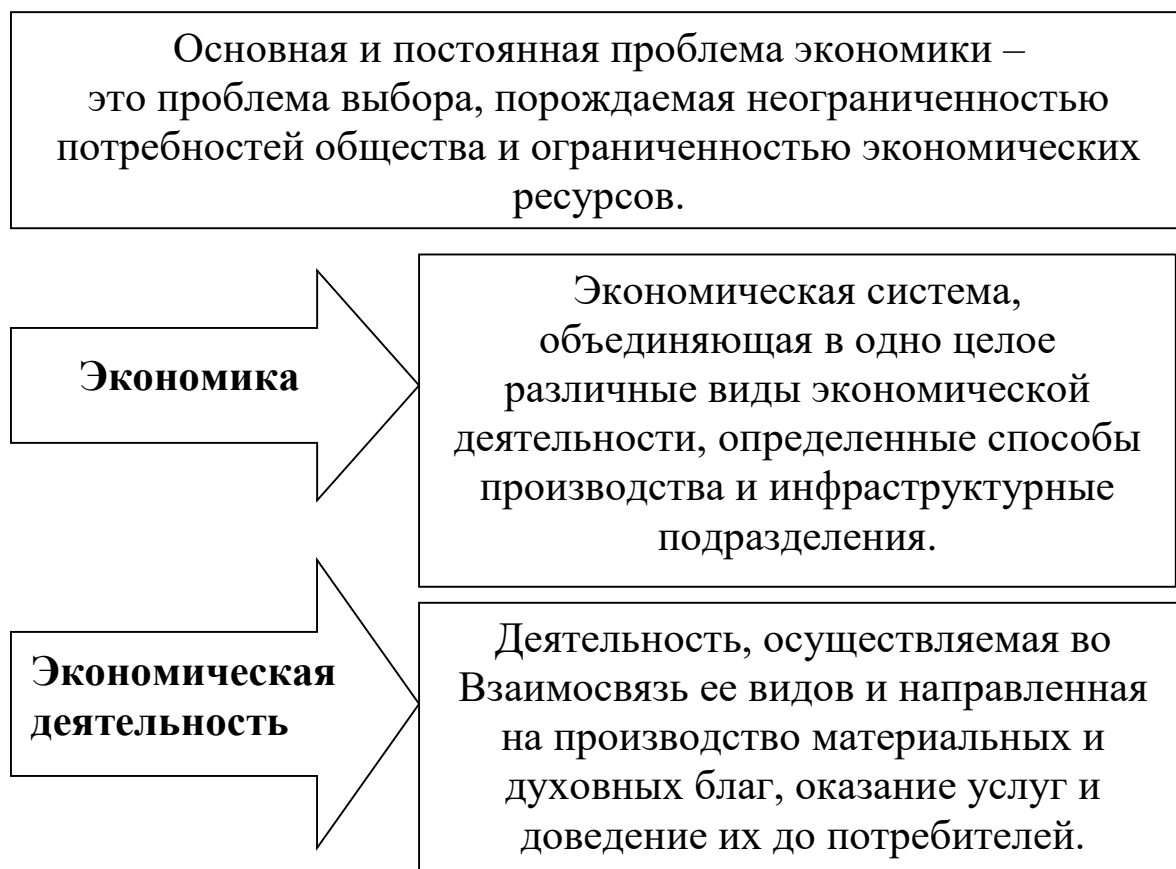 Основная и постоянная проблема экономики –
это проблема выбора, порождаемая неограниченностью
потребностей общества и ограниченностью экономических
ресурсов.
Экономика
Экономическая система,
объединяющая в одно целое
различные виды экономической
деятельности, определенные способы
производства и инфраструктурные
подразделения.
Экономическая
деятельность
Деятельность, осуществляемая во
Взаимосвязь ее видов и направленная
на производство материальных и
духовных благ, оказание услуг и
доведение их до потребителей.